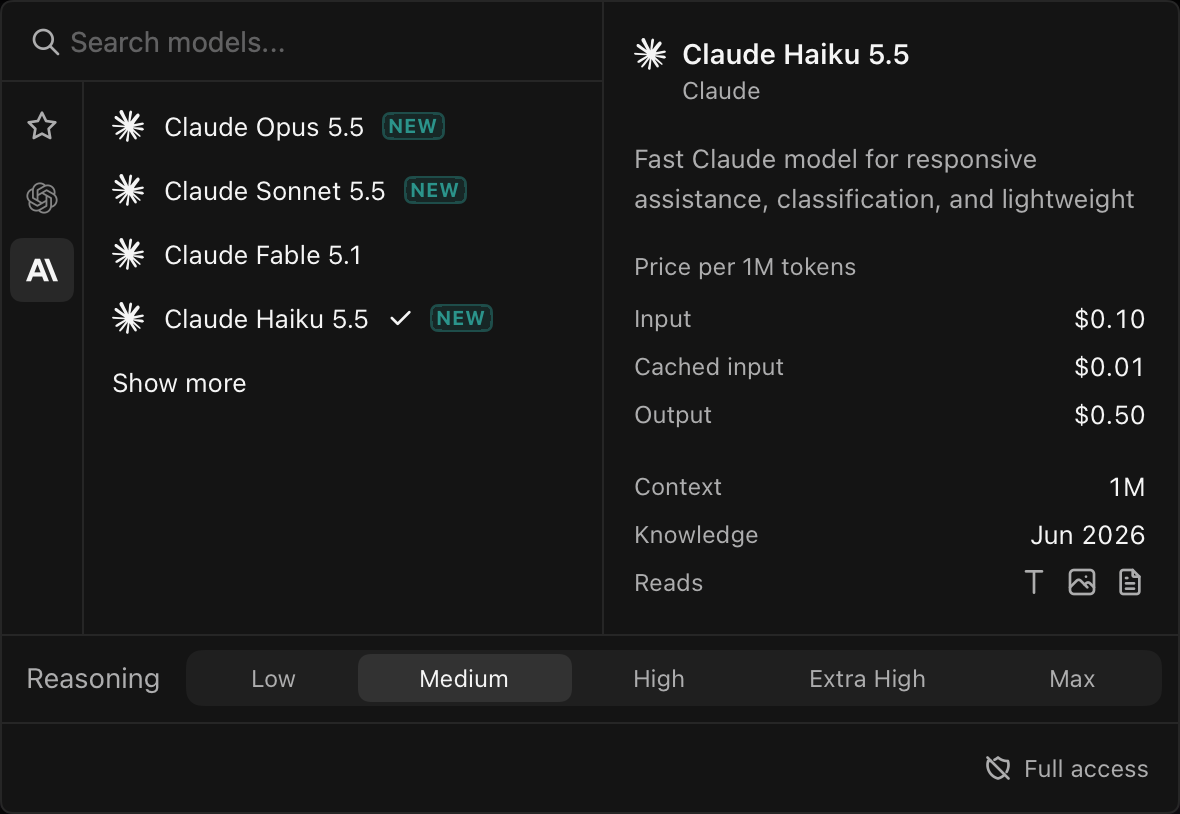 Search models...
Claude Opus 5.5 NEW
Claude Sonnet 5.5 NEW
Claude Fable 5.1
Claude Haiku 5.5 NEW
Show more
Claude Haiku 5.5
Claude
Fast Claude model for responsive
assistance, classification, and lightweight
Price per 1M tokens
Input $0.10
Cached input $0.01
Output $0.50
Context 1M
Knowledge Jun 2026
Reads
Reasoning Low Medium High Extra High Max
Full access